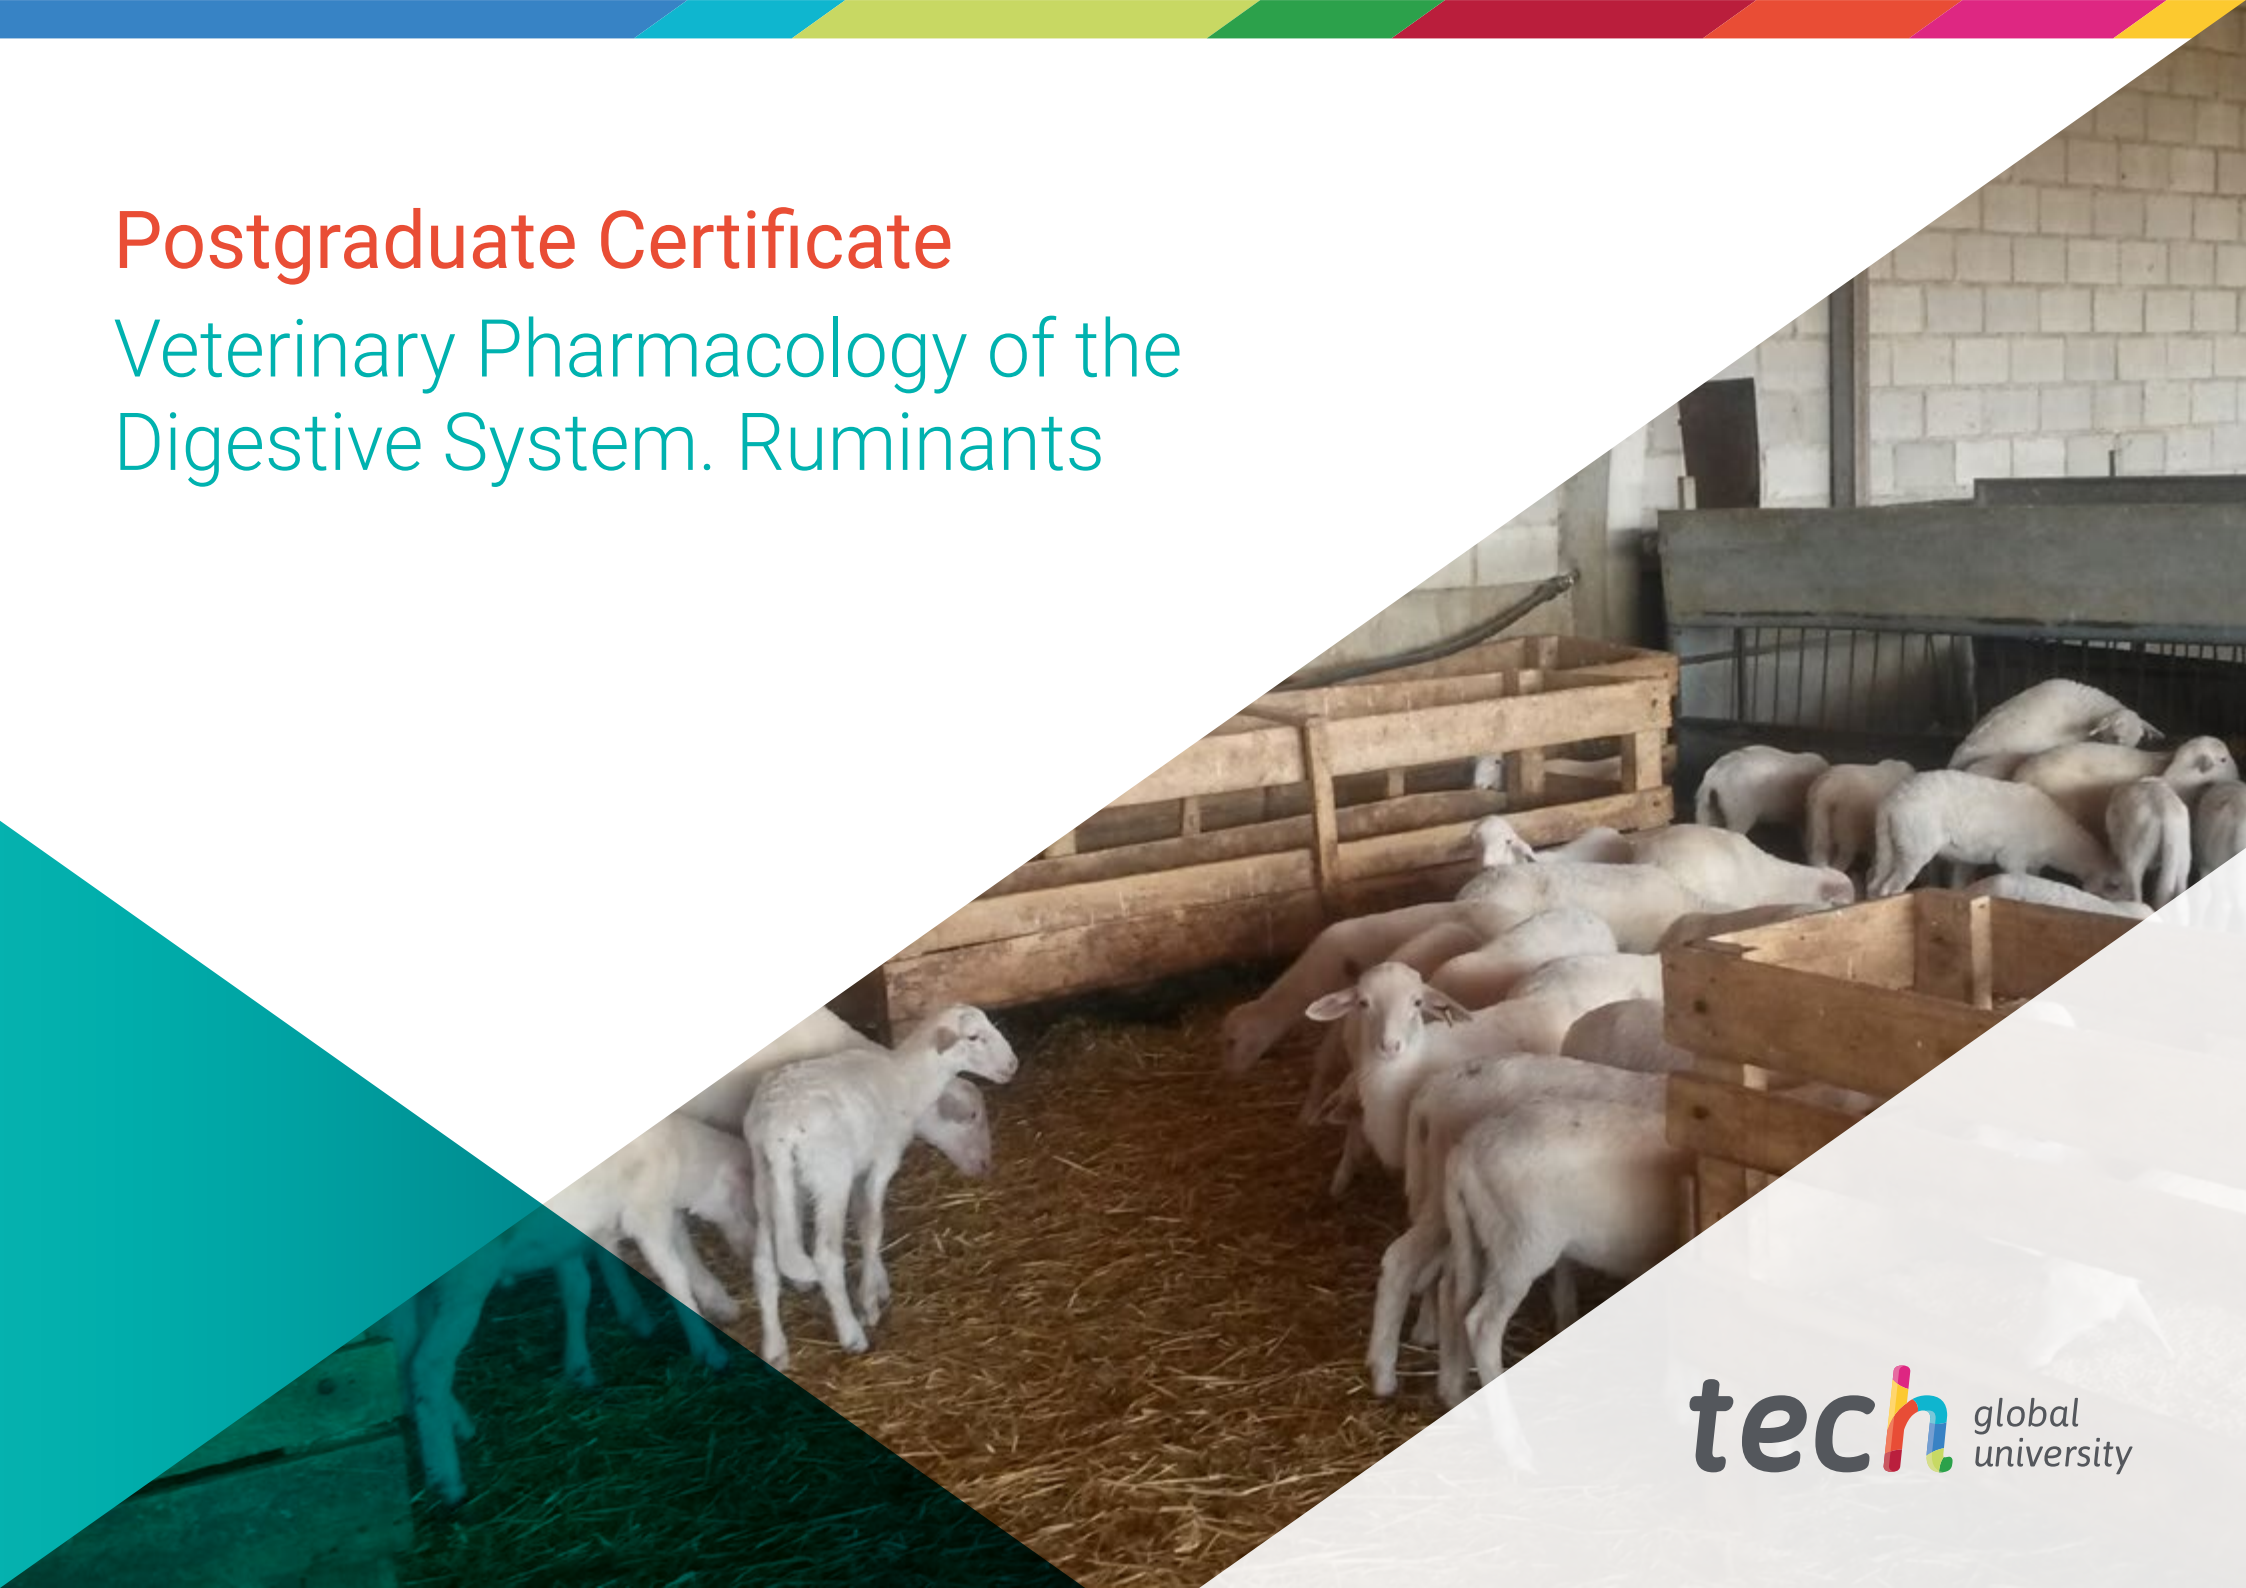 Postgraduate Certificate
Veterinary Pharmacology of the
Digestive System. Ruminants
tech global
university